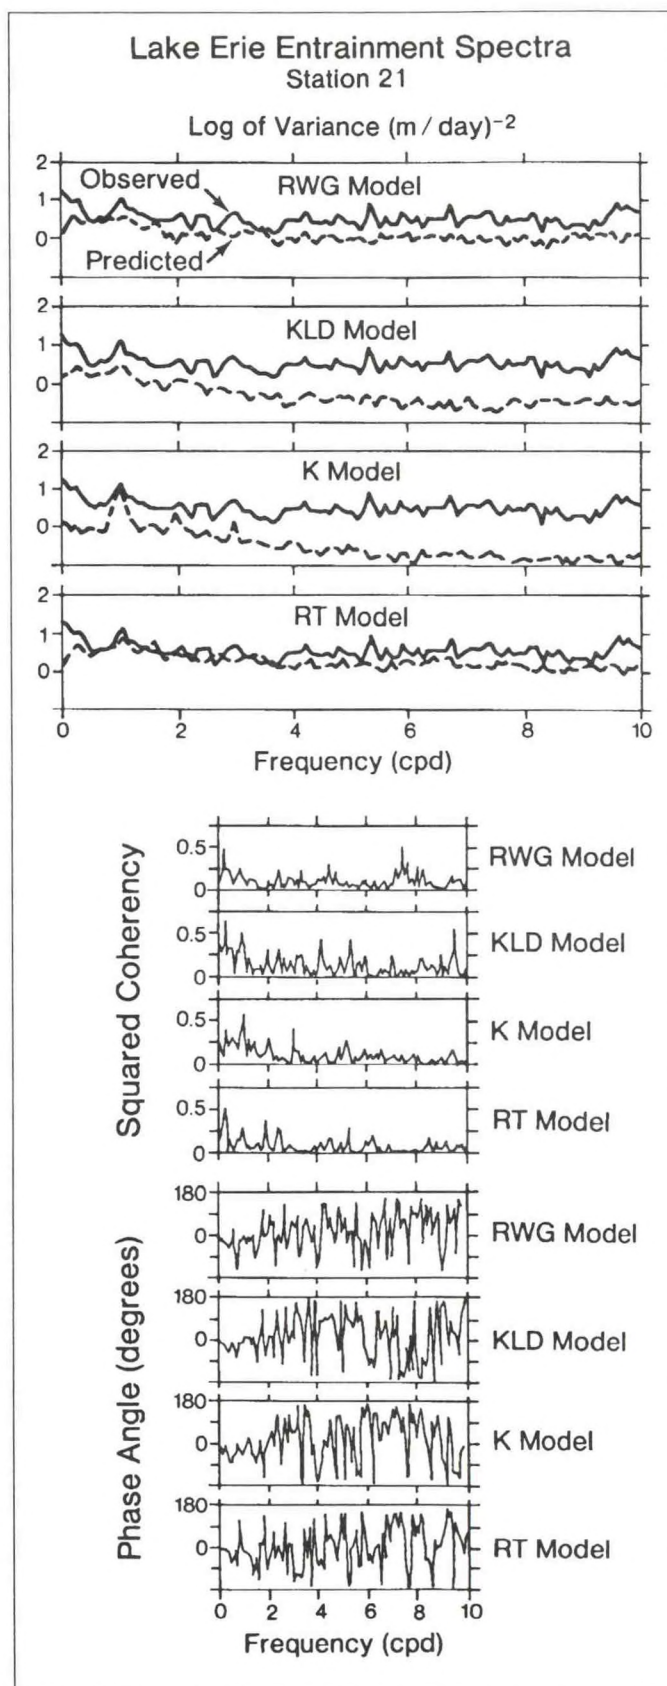 Lake Erie Entrainment Spectra
Station 21
Log of Variance (m / day)⁻²
2
1
0
Observed
Predicted
RWG Model
1
0
KLD Model
2
1
0
K Model
2
1
0
RT Model
0 2 4 6 8 10
Frequency (cpd)
Squared Coherency
0.5
0
RWG Model
0.5
0
KLD Model
0.5
0
K Model
0.5
0
RT Model
Phase Angle (degrees)
180
0
RWG Model
180
0
KLD Model
180
0
K Model
180
0
RT Model
0 2 4 6 8 10
Frequency (cpd)